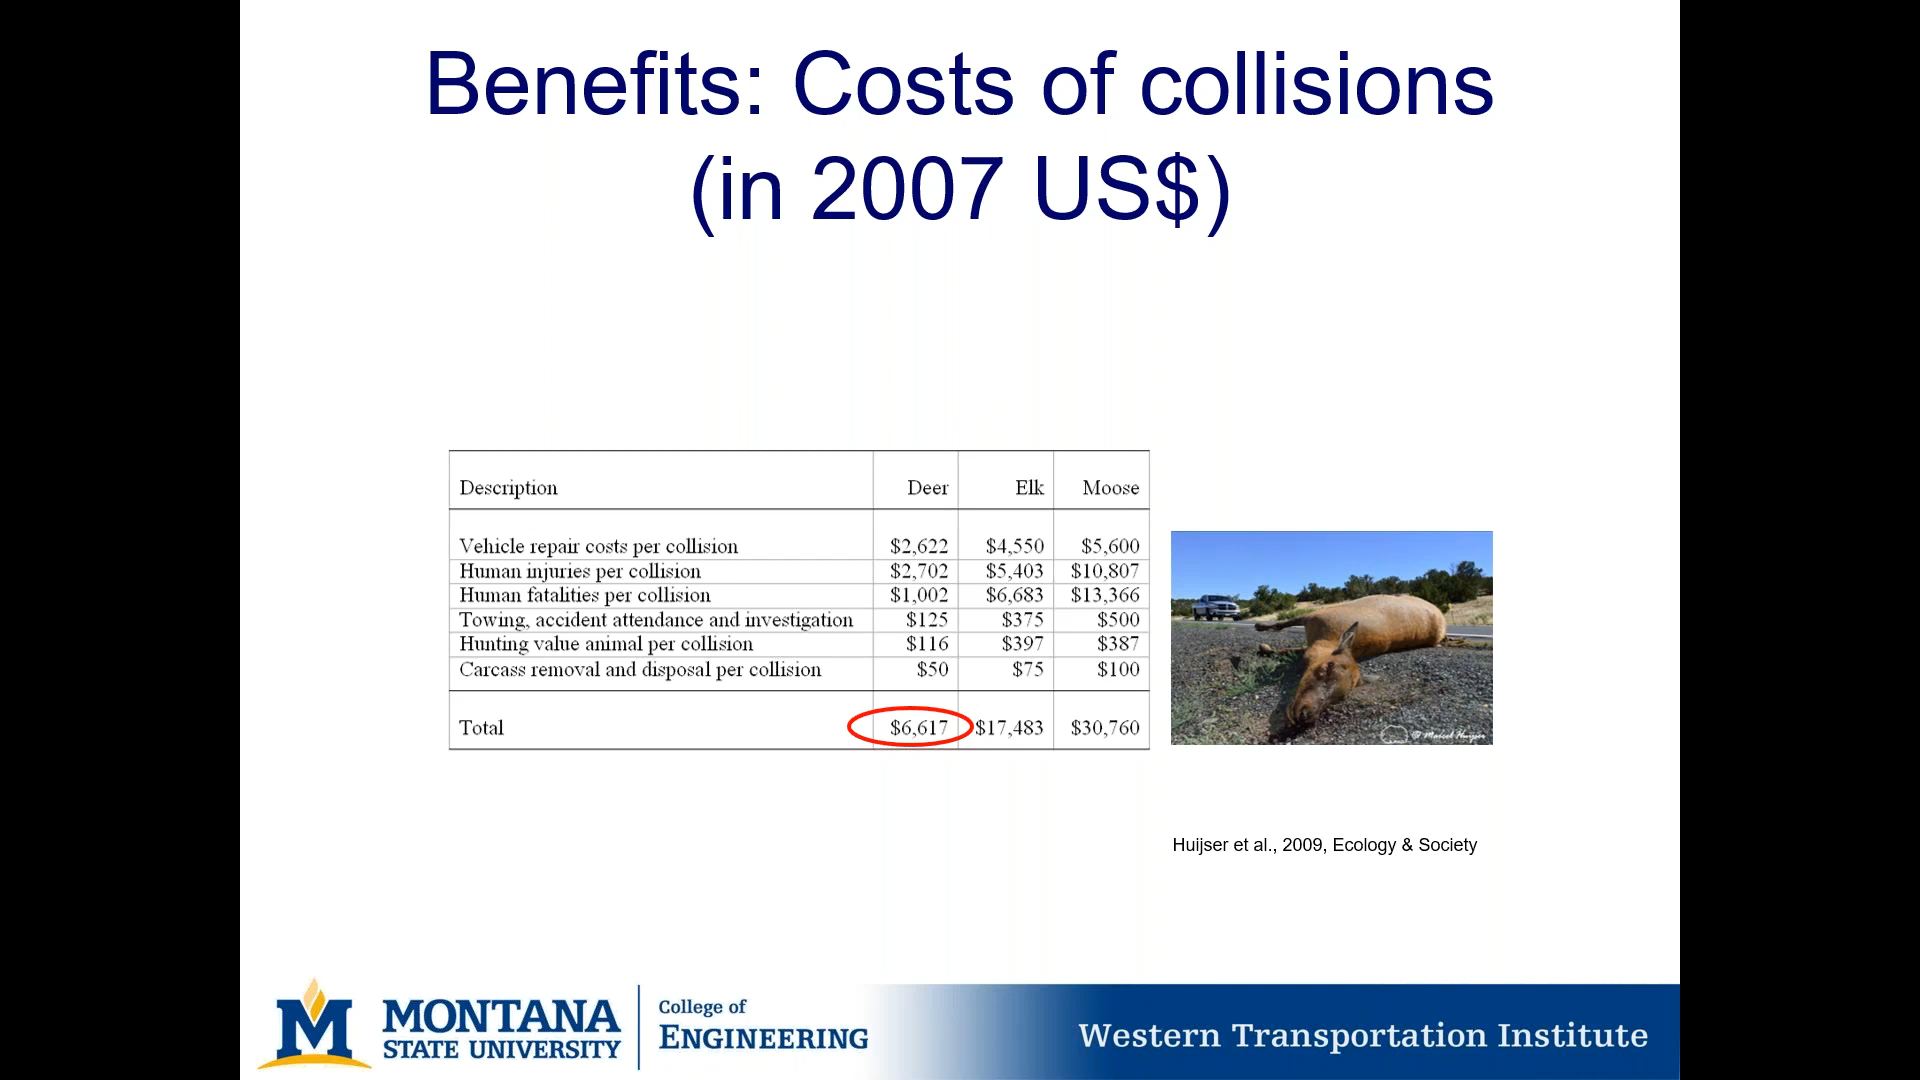 Benefits: Costs of collisions
(in 2007 US$)
Description Deer Elk Moose
Vehicle repair costs per collision $2,622 $4,550 $5,600
Human injuries per collision $2,702 $5,403 $10,807
Human fatalities per collision $1,002 $6,683 $13,366
Towing, accident attendance and investigation $125 $375 $500
Hunting value animal per collision $116 $397 $387
Carcass removal and disposal per collision $50 $75 $100
Total $6,617 $17,483 $30,760
© Marcel Huijser
Huijser et al., 2009, Ecology & Society
M
MONTANA
STATE UNIVERSITY
College of
ENGINEERING
Western Transportation Institute